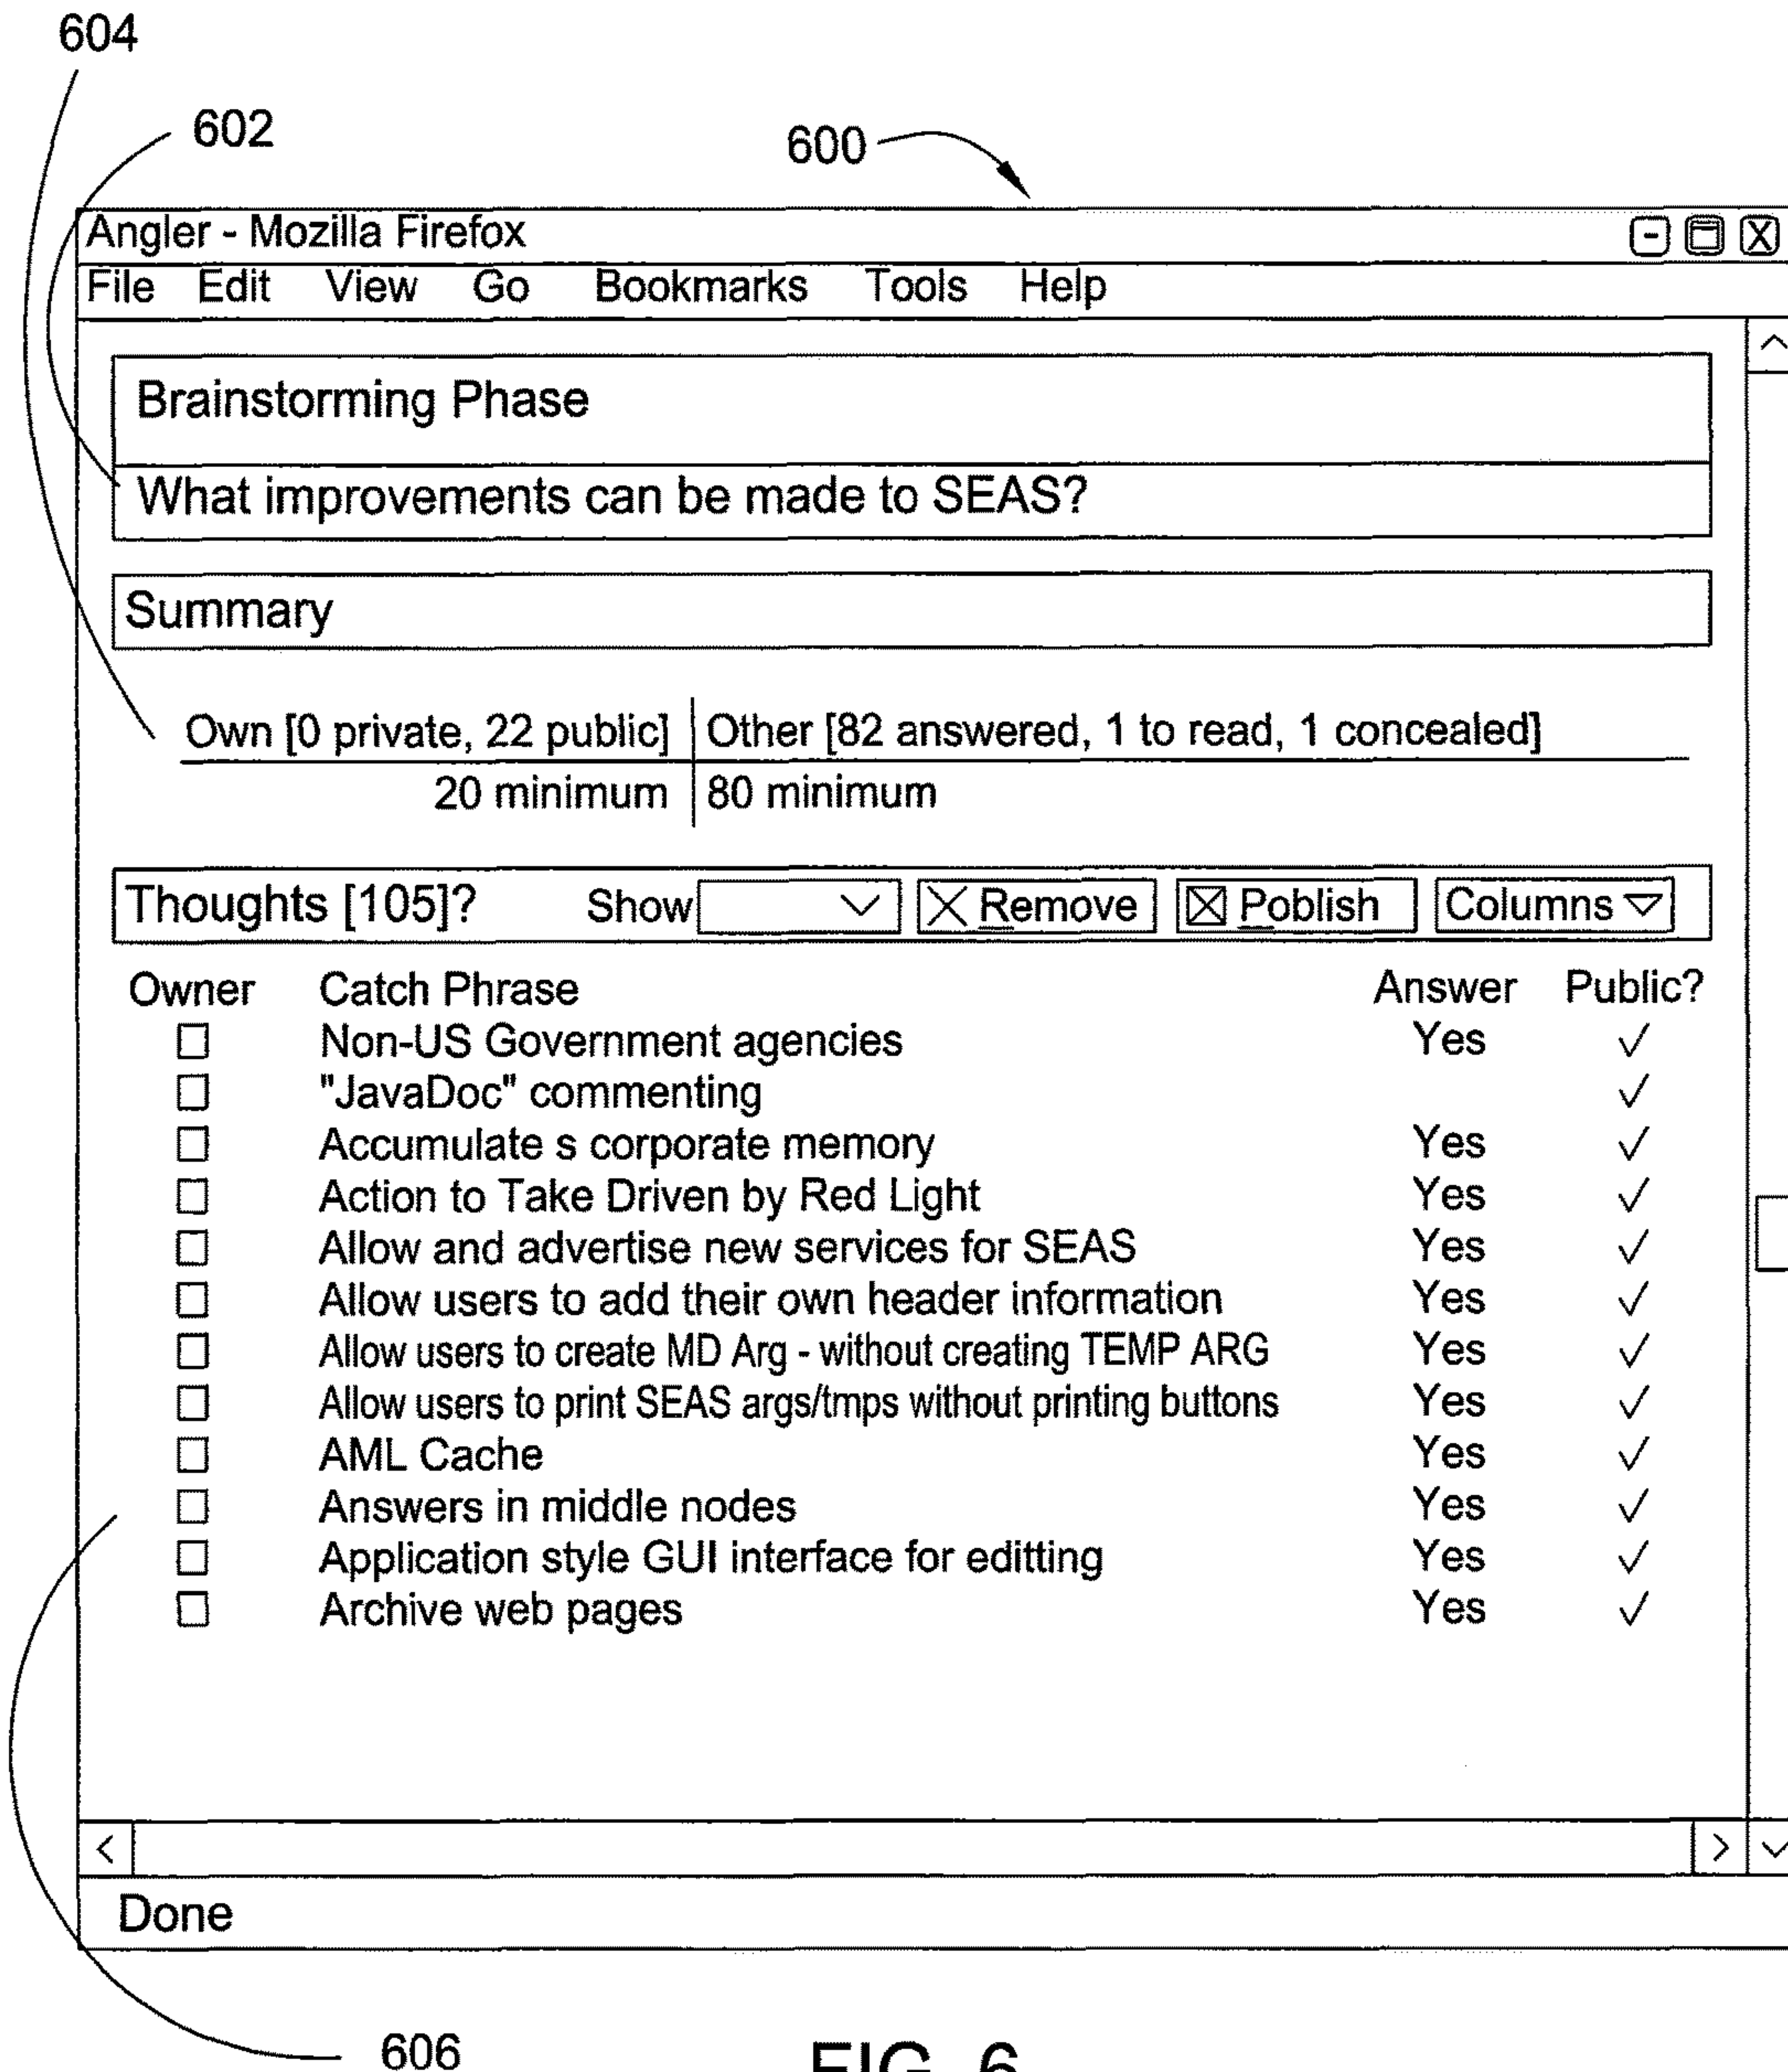 604
602
600
Angler - Mozilla Firefox
File Edit View Go Bookmarks Tools Help
Brainstorming Phase
What improvements can be made to SEAS?
Summary
Own [0 private, 22 public] Other [82 answered, 1 to read, 1 concealed]
20 minimum 80 minimum
Thoughts [105]? Show Remove Poblish Columns
Owner Catch Phrase Answer Public?
Non-US Government agencies Yes ✓
"JavaDoc" commenting ✓
Accumulate s corporate memory Yes ✓
Action to Take Driven by Red Light Yes ✓
Allow and advertise new services for SEAS Yes ✓
Allow users to add their own header information Yes ✓
Allow users to create MD Arg - without creating TEMP ARG Yes ✓
Allow users to print SEAS args/tmps without printing buttons Yes ✓
AML Cache Yes ✓
Answers in middle nodes Yes ✓
Application style GUI interface for editting Yes ✓
Archive web pages Yes ✓
Done
606
FIG. 6